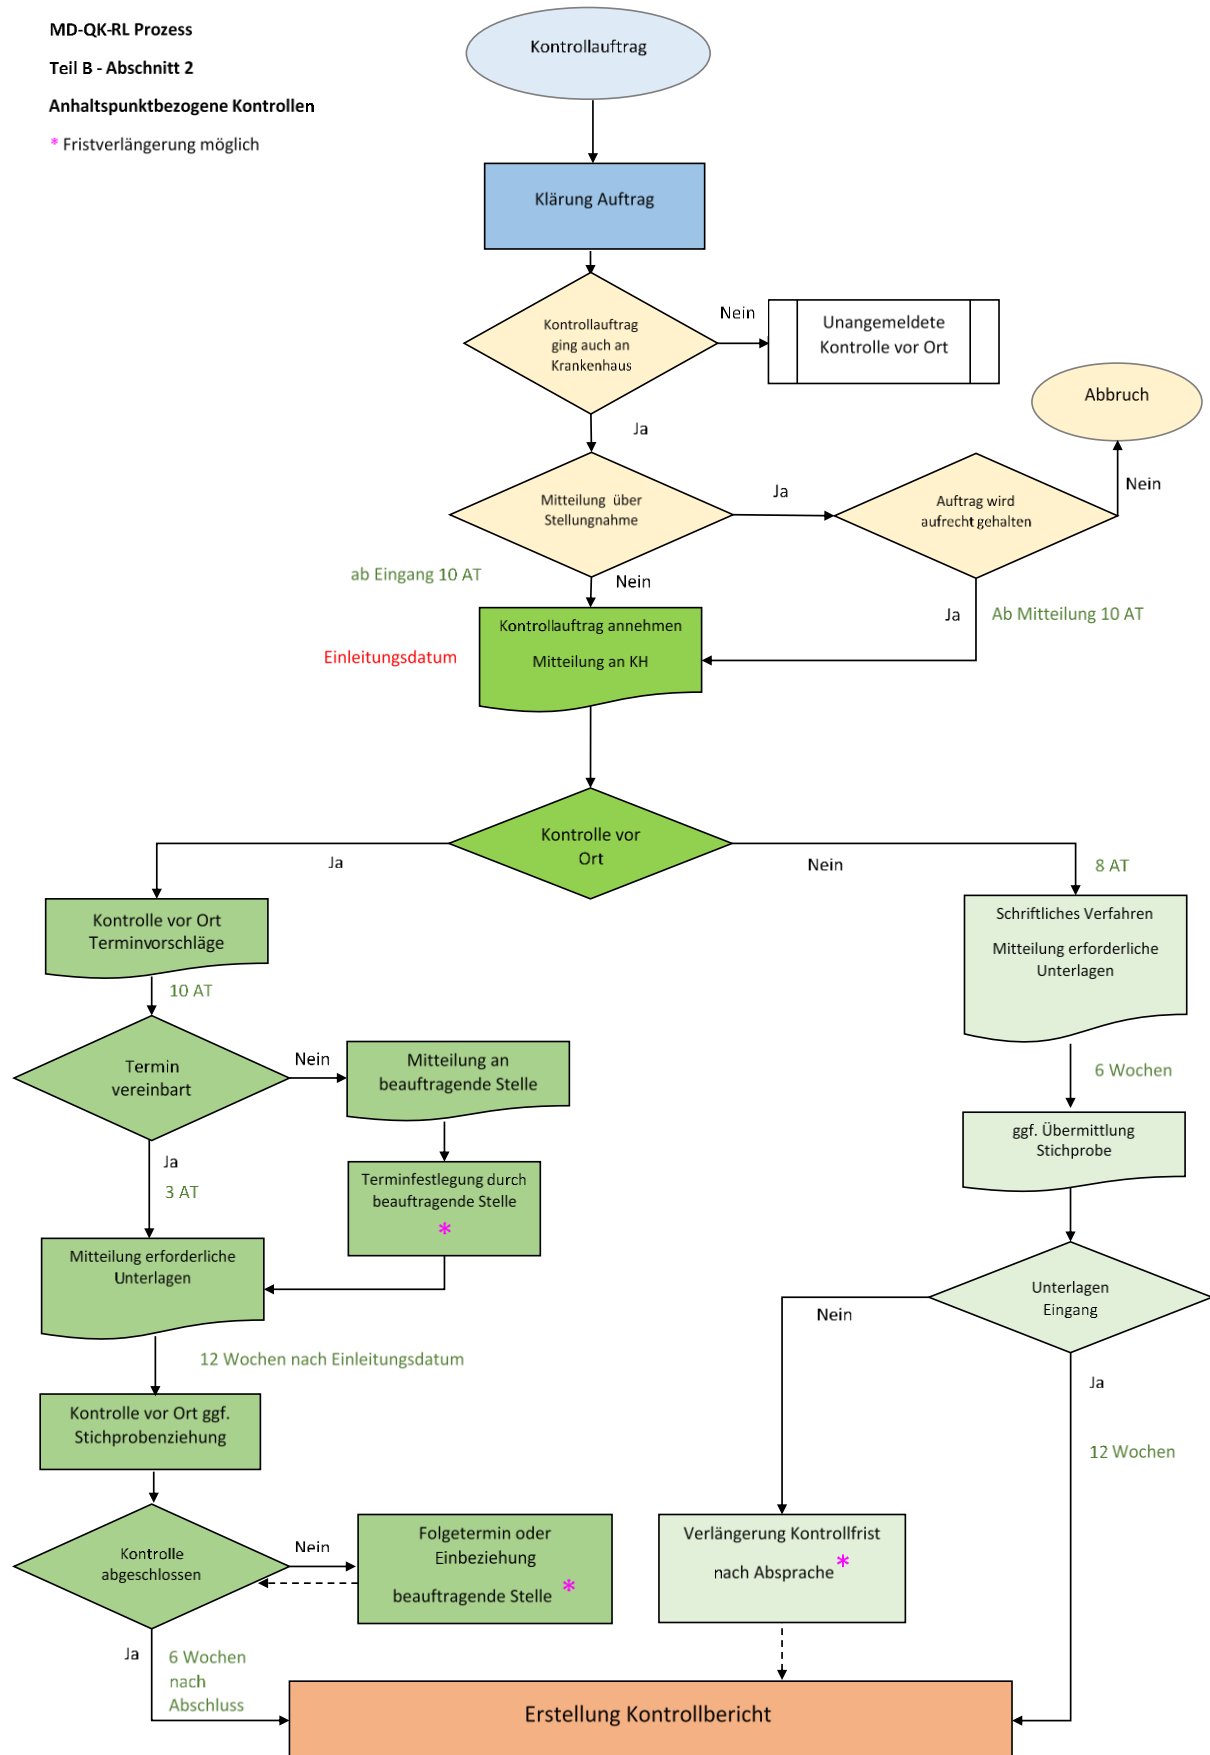 MD-QK-RL Prozess
Teil B - Abschnitt 2
Anhaltspunktbezogene Kontrollen
* Fristverlängerung möglich
Kontrollauftrag
Klärung Auftrag
Kontrollauftrag
ging auch an
Krankenhaus
Nein
Unangemeldete
Kontrolle vor Ort
Abbruch
Ja
Mitteilung über
Stellungnahme
Ja
Auftrag wird
aufrecht gehalten
Nein
ab Eingang 10 AT
Nein
Ja
Ab Mitteilung 10 AT
Kontrollauftrag annehmen
Mitteilung an KH
Einleitungsdatum
Kontrolle vor
Ort
Ja
Nein
8 AT
Kontrolle vor Ort
Terminvorschläge
10 AT
Schriftliches Verfahren
Mitteilung erforderliche
Unterlagen
Termin
vereinbart
Nein
Mitteilung an
beauftragende Stelle
6 Wochen
ggf. Übermittlung
Stichprobe
Ja
3 AT
Terminfestlegung durch
beauftragende Stelle
*
Mitteilung erforderliche
Unterlagen
Unterlagen
Eingang
Nein
12 Wochen nach Einleitungsdatum
Ja
Kontrolle vor Ort ggf.
Stichprobenziehung
12 Wochen
Kontrolle
abgeschlossen
Nein
Folgetermin oder
Einbeziehung
beauftragende Stelle *
Verlängerung Kontrollfrist
nach Absprache *
Ja
6 Wochen
nach
Abschluss
Erstellung Kontrollbericht